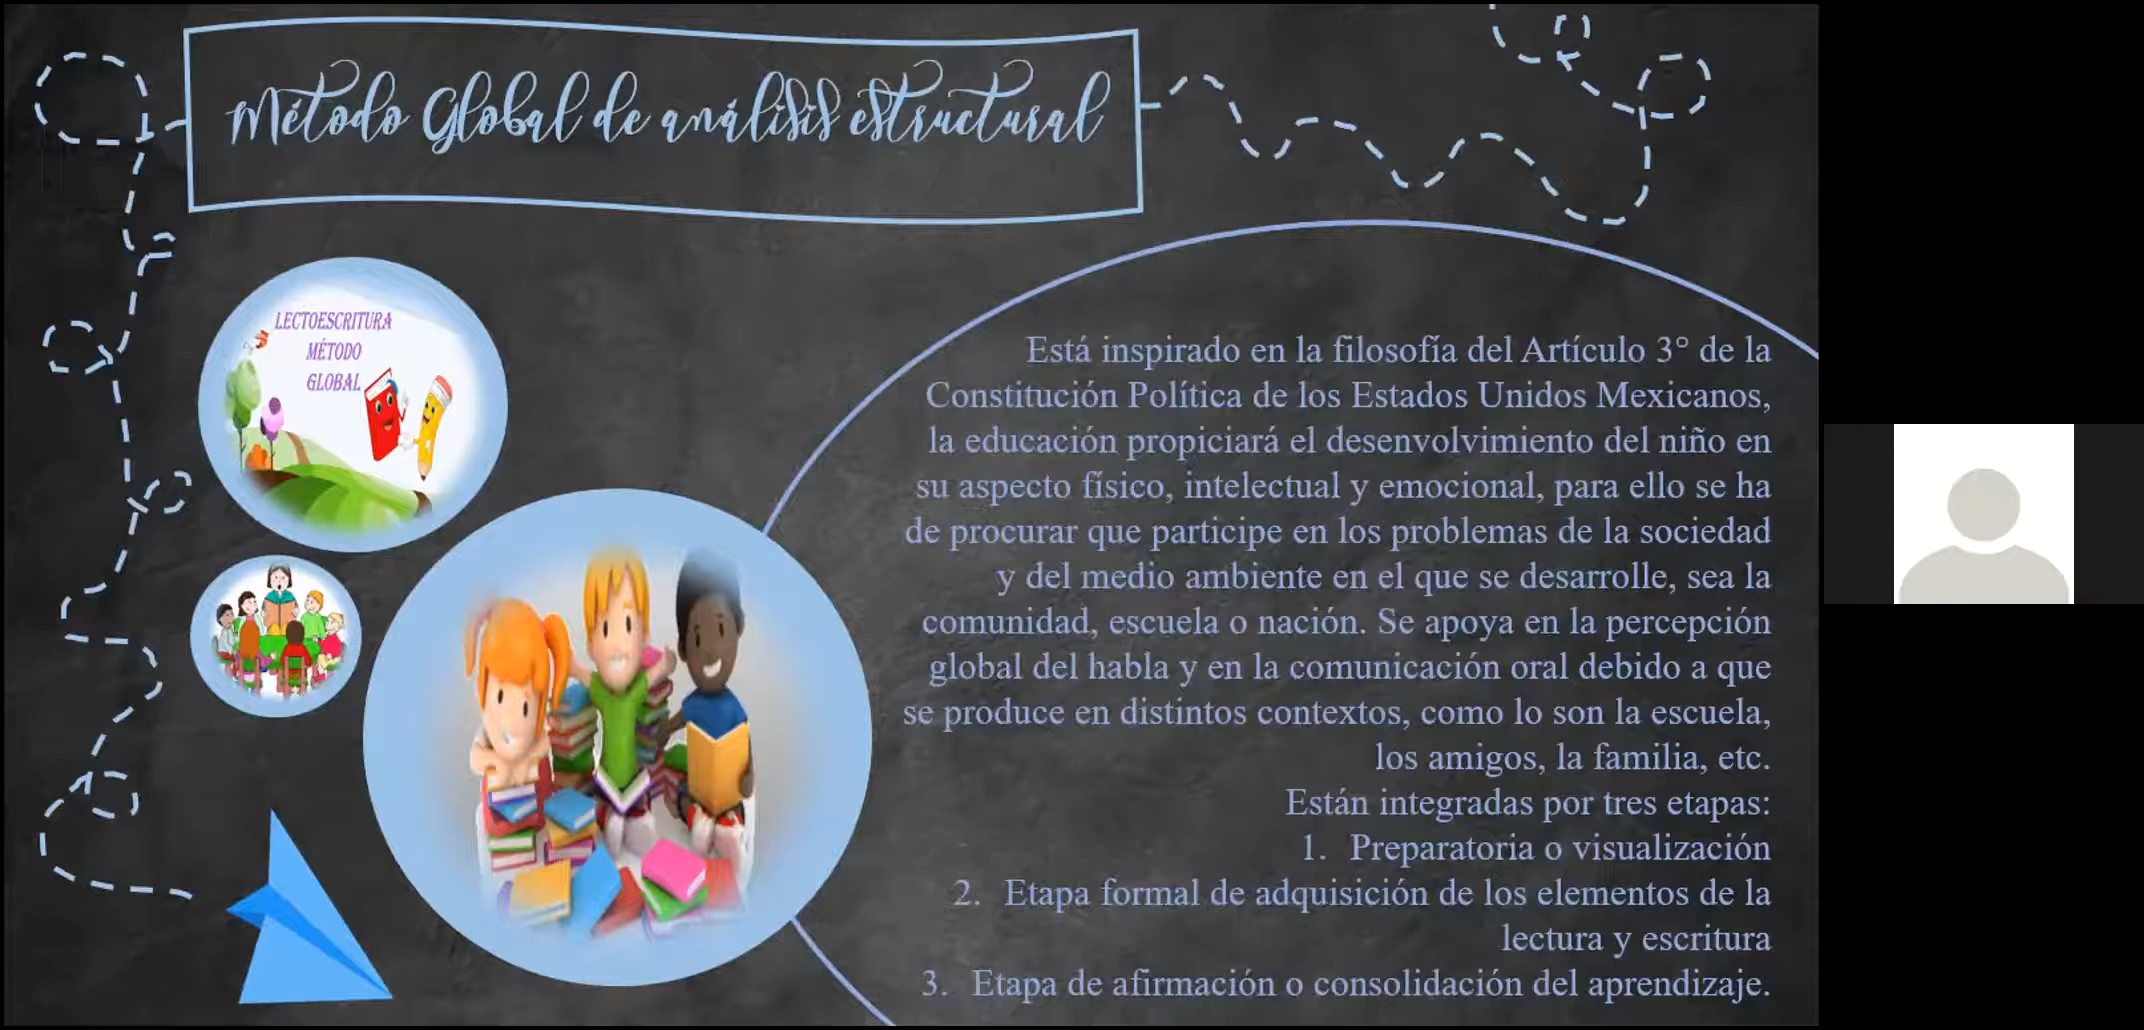 Método Global de análisis estructural
LECTOESCRITURA
MÉTODO
GLOBAL
Está inspirado en la filosofía del Artículo 3° de la
Constitución Política de los Estados Unidos Mexicanos,
la educación propiciará el desenvolvimiento del niño en
su aspecto físico, intelectual y emocional, para ello se ha
de procurar que participe en los problemas de la sociedad
y del medio ambiente en el que se desarrolle, sea la
comunidad, escuela o nación. Se apoya en la percepción
global del habla y en la comunicación oral debido a que
se produce en distintos contextos, como lo son la escuela,
los amigos, la familia, etc.
Están integradas por tres etapas:
1. Preparatoria o visualización
2. Etapa formal de adquisición de los elementos de la
lectura y escritura
3. Etapa de afirmación o consolidación del aprendizaje.